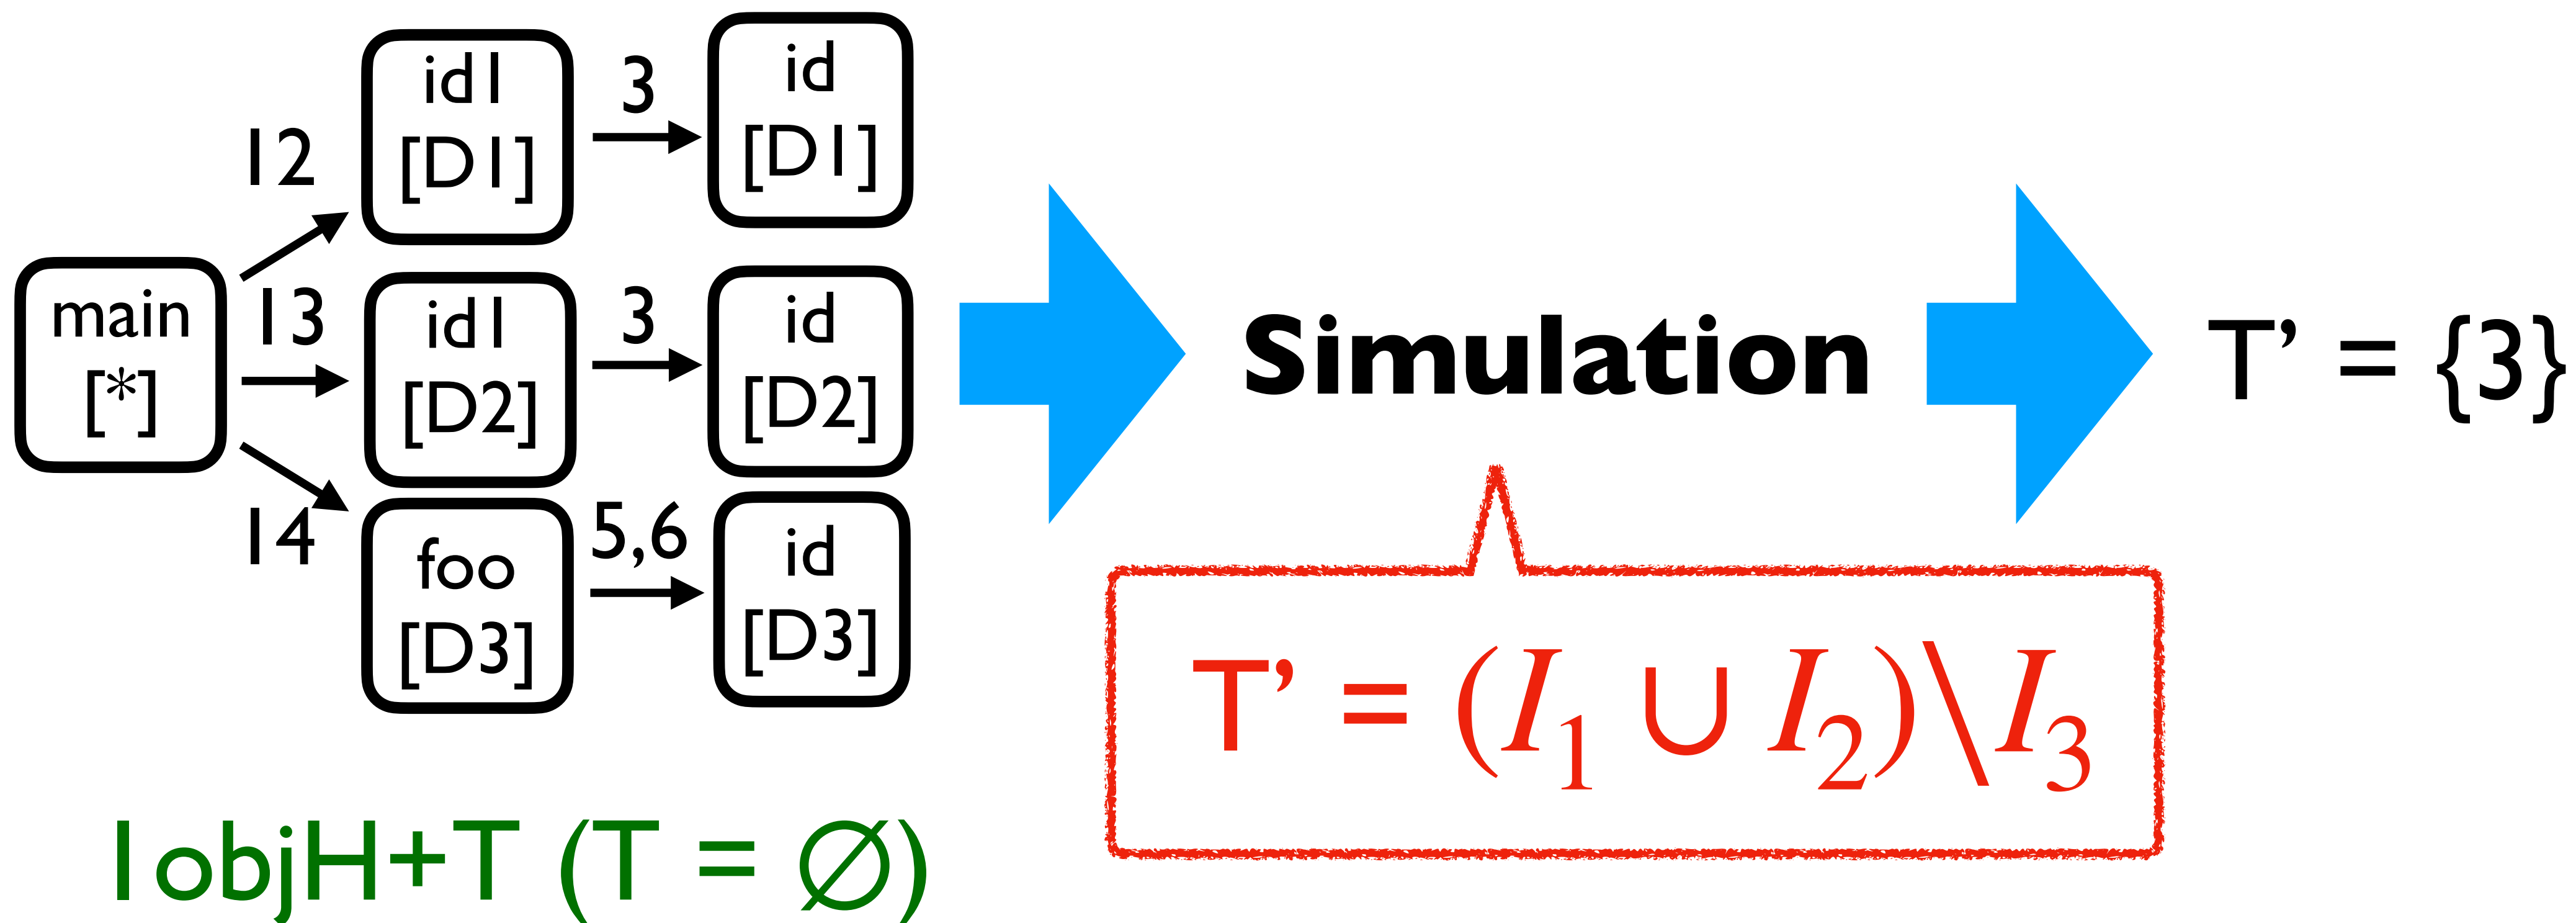 main
[*]
12
13
14
id1
[D1]
3
id
[D1]
id1
[D2]
3
id
[D2]
foo
[D3]
5,6
id
[D3]
1objH+T (T = ∅)
Simulation
T’ = (I₁ ∪ I₂)\I₃
T’ = {3}